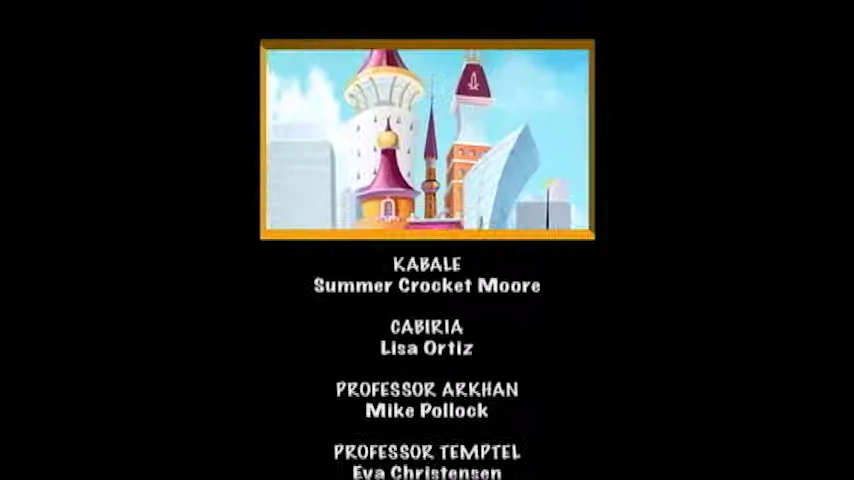 KABALE
Summer Crocket Moore
CABIRIA
Lisa Ortiz
PROFESSOR ARKHAN
Mike Pollock
PROFESSOR TEMPTEL
Eva Christensen